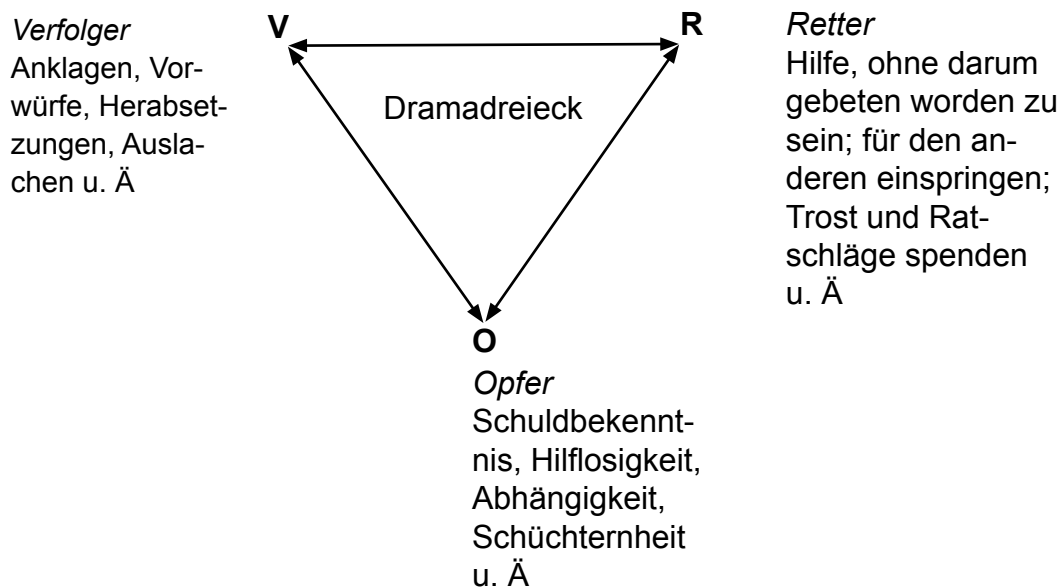 Verfolger
Anklagen, Vor-
würfe, Herabset-
zungen, Ausla-
chen u. Ä
V
R
Dramadreieck
Retter
Hilfe, ohne darum
gebeten worden zu
sein; für den an-
deren einspringen;
Trost und Rat-
schläge spenden
u. Ä
O
Opfer
Schuldbekennt-
nis, Hilflosigkeit,
Abhängigkeit,
Schüchternheit
u. Ä